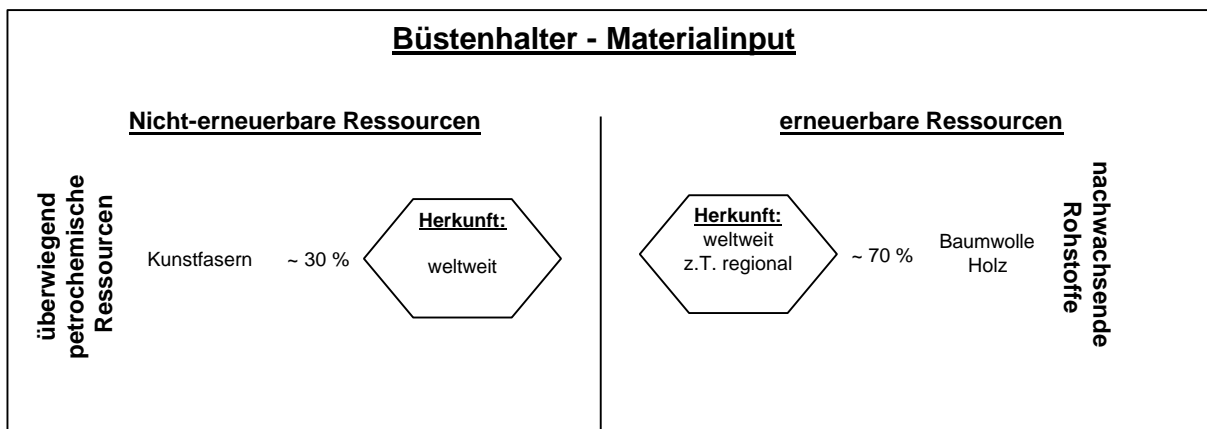 Büstenhalter - Materialinput
Nicht-erneuerbare Ressourcen
überwiegend
petrochemische
Ressourcen
Kunstfasern
~ 30 %
Herkunft:
weltweit
erneuerbare Ressourcen
Herkunft:
weltweit
z.T. regional
~ 70 %
Baumwolle
Holz
nachwachsende
Rohstoffe